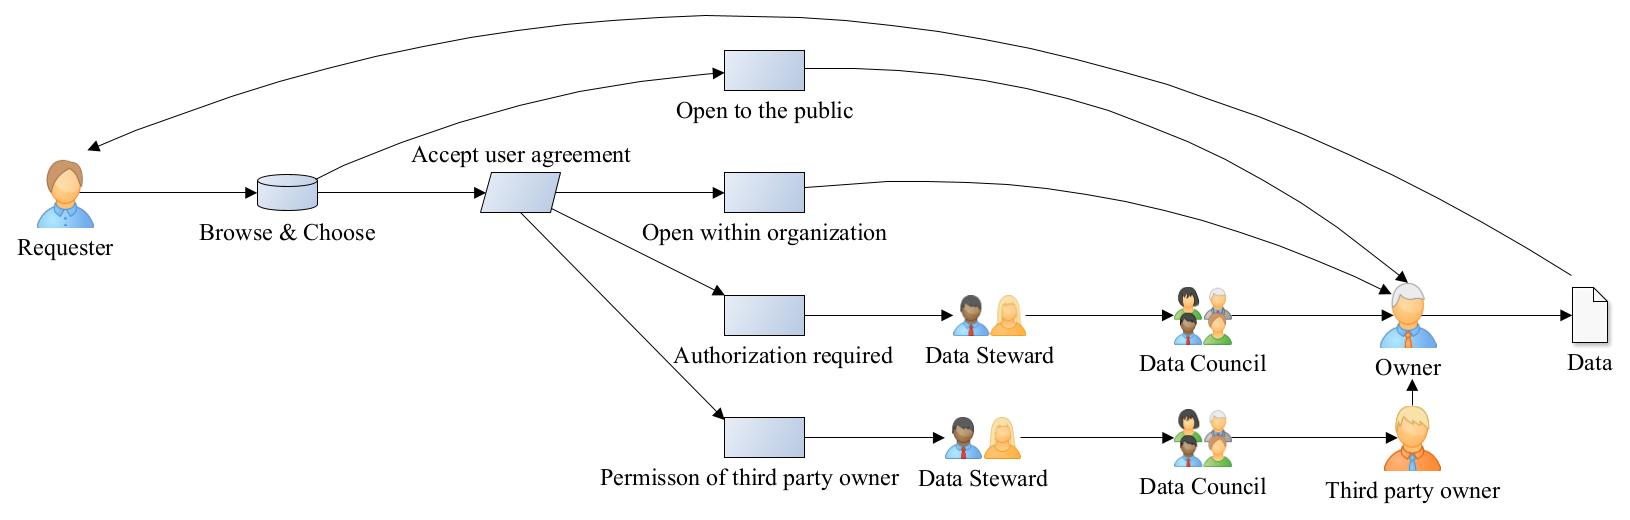 Open to the public
Accept user agreement
Requester
Browse & Choose
Open within organization
Authorization required
Data Steward
Data Council
Owner
Data
Permisson of third party owner
Data Steward
Data Council
Third party owner